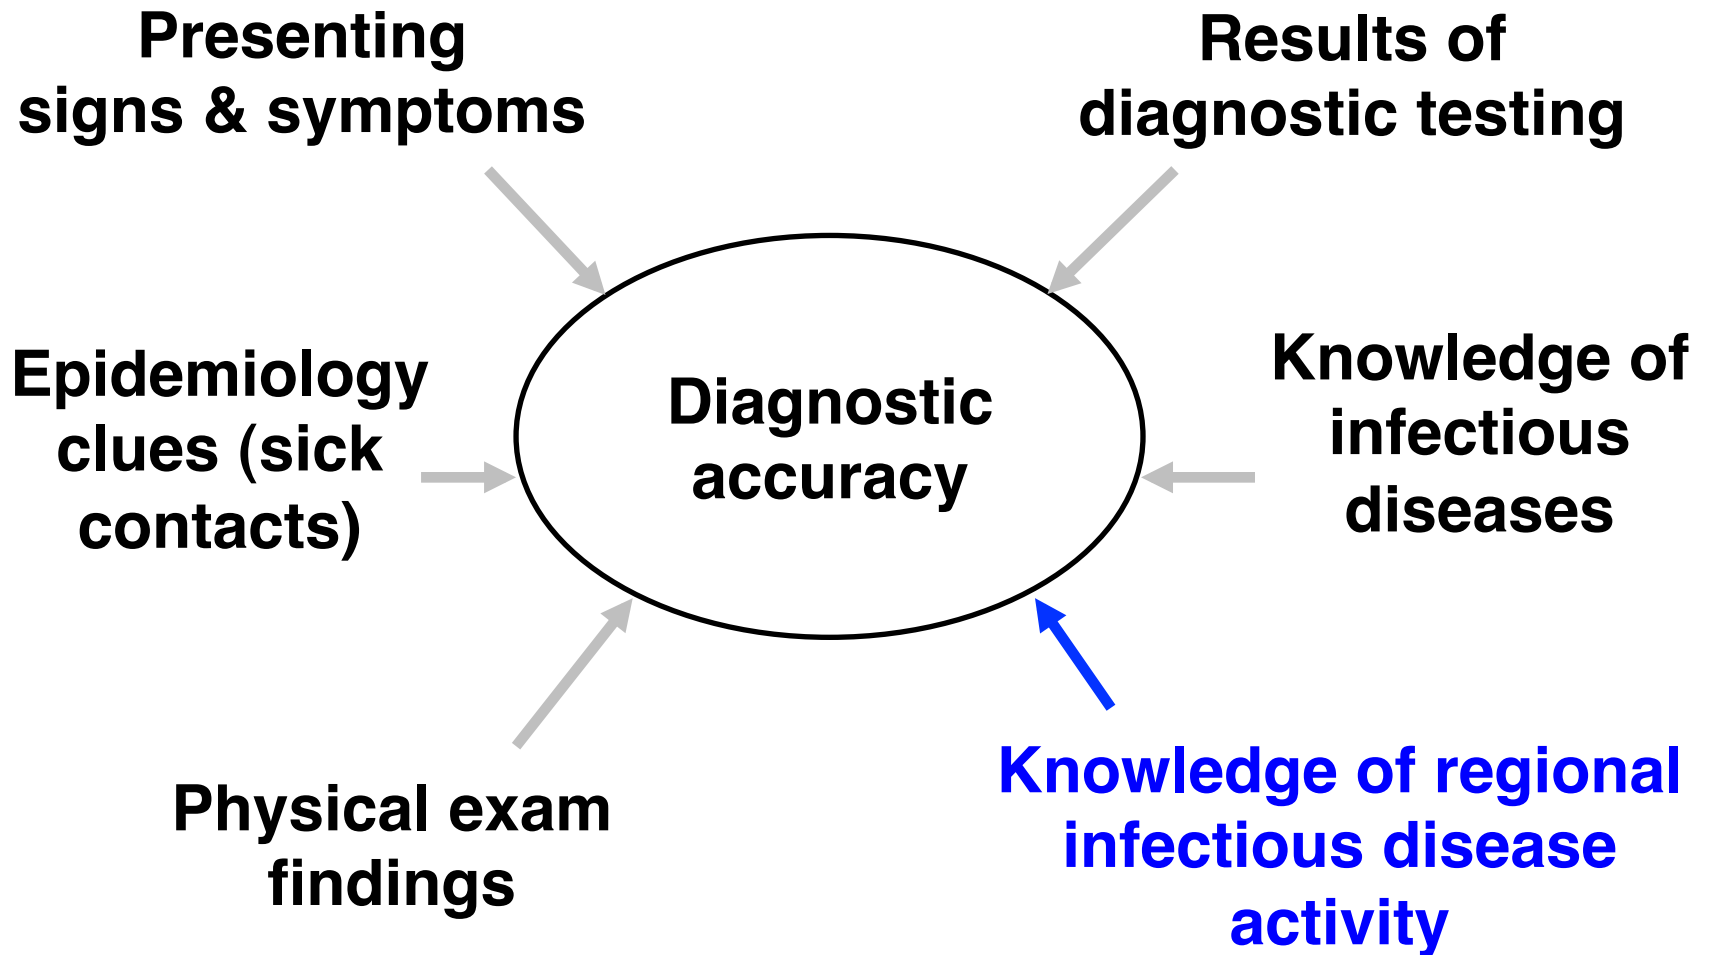 Presenting
signs & symptoms
Results of
diagnostic testing
Epidemiology
clues (sick
contacts)
Diagnostic
accuracy
Knowledge of
infectious
diseases
Physical exam
findings
Knowledge of regional
infectious disease
activity